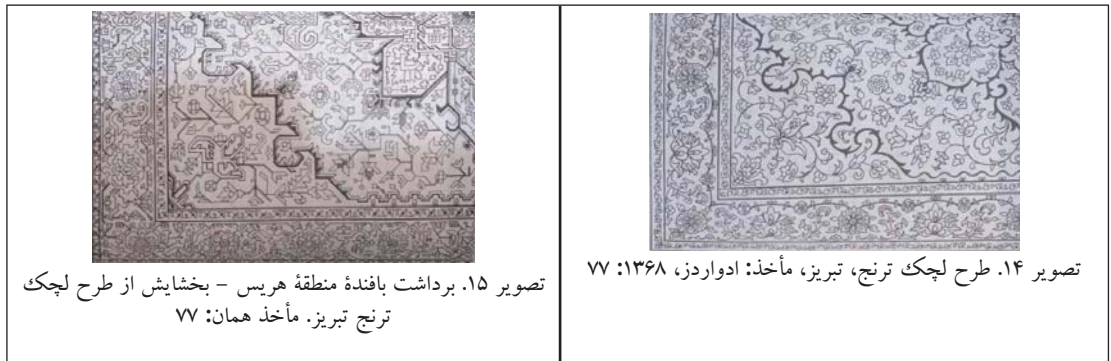 تصویر ۱۴. طرح لچک ترنج، تبریز، مأخذ: ادواردز، ۱۳۶۸: ۷۷
تصویر ۱۵. برداشت بافندهٔ منطقهٔ هریس - بخشایش از طرح لچک
ترنج تبریز. مأخذ همان: ۷۷